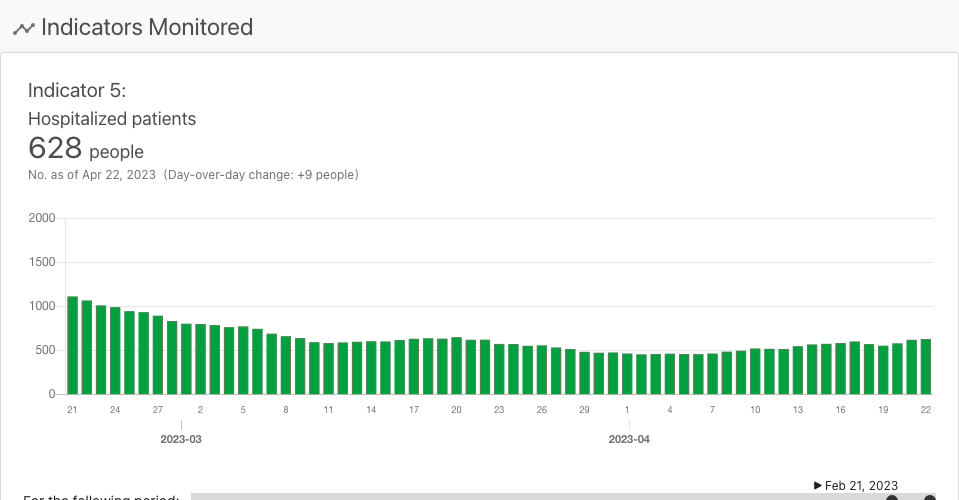 Indicators Monitored
Indicator 5:
Hospitalized patients
628 people
No. as of Apr 22, 2023 (Day-over-day change: +9 people)
2000
1500
1000
500
0
21 24 27 2 5 8 11 14 17 20 23 26 29 1 4 7 10 13 16 19 22
2023-03 2023-04
▶ Feb 21, 2023
For the following period: